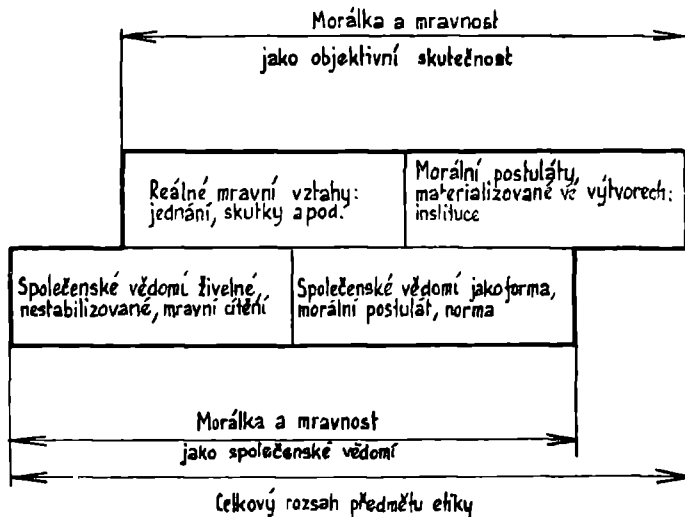 Morálka a mravnost
jako objektivní skutečnost
Reálné mravní vztahy:
jednání, skutky apod.
Morální postuláty,
materializované ve výtvorech:
instituce
Společenské vědomí živelné,
nestabilizované, mravní cítění
Společenské vědomí jako forma,
morální postulát, norma
Morálka a mravnost
jako společenské vědomí
Celkový rozsah předmětu etiky